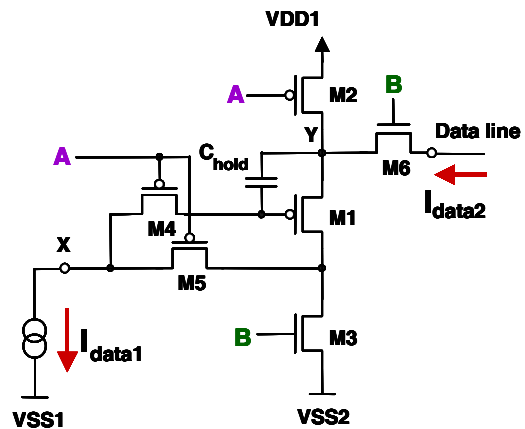 VDD1
A
M2
B
Y
Data line
A
Chold
M6
Idata2
M4
M1
X
M5
Idata1
B
M3
VSS1
VSS2